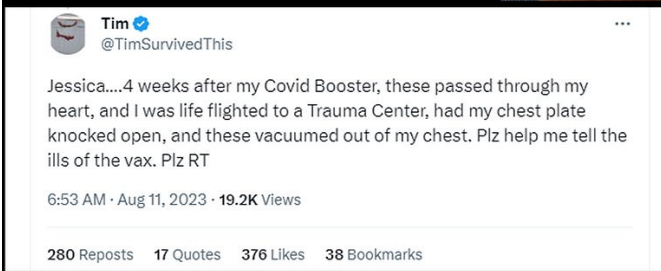 Tim
@TimSurvivedThis
Jessica....4 weeks after my Covid Booster, these passed through my
heart, and I was life flighted to a Trauma Center, had my chest plate
knocked open, and these vacuumed out of my chest. Plz help me tell the
ills of the vax. Plz RT
6:53 AM · Aug 11, 2023 · 19.2K Views
280 Reposts 17 Quotes 376 Likes 38 Bookmarks